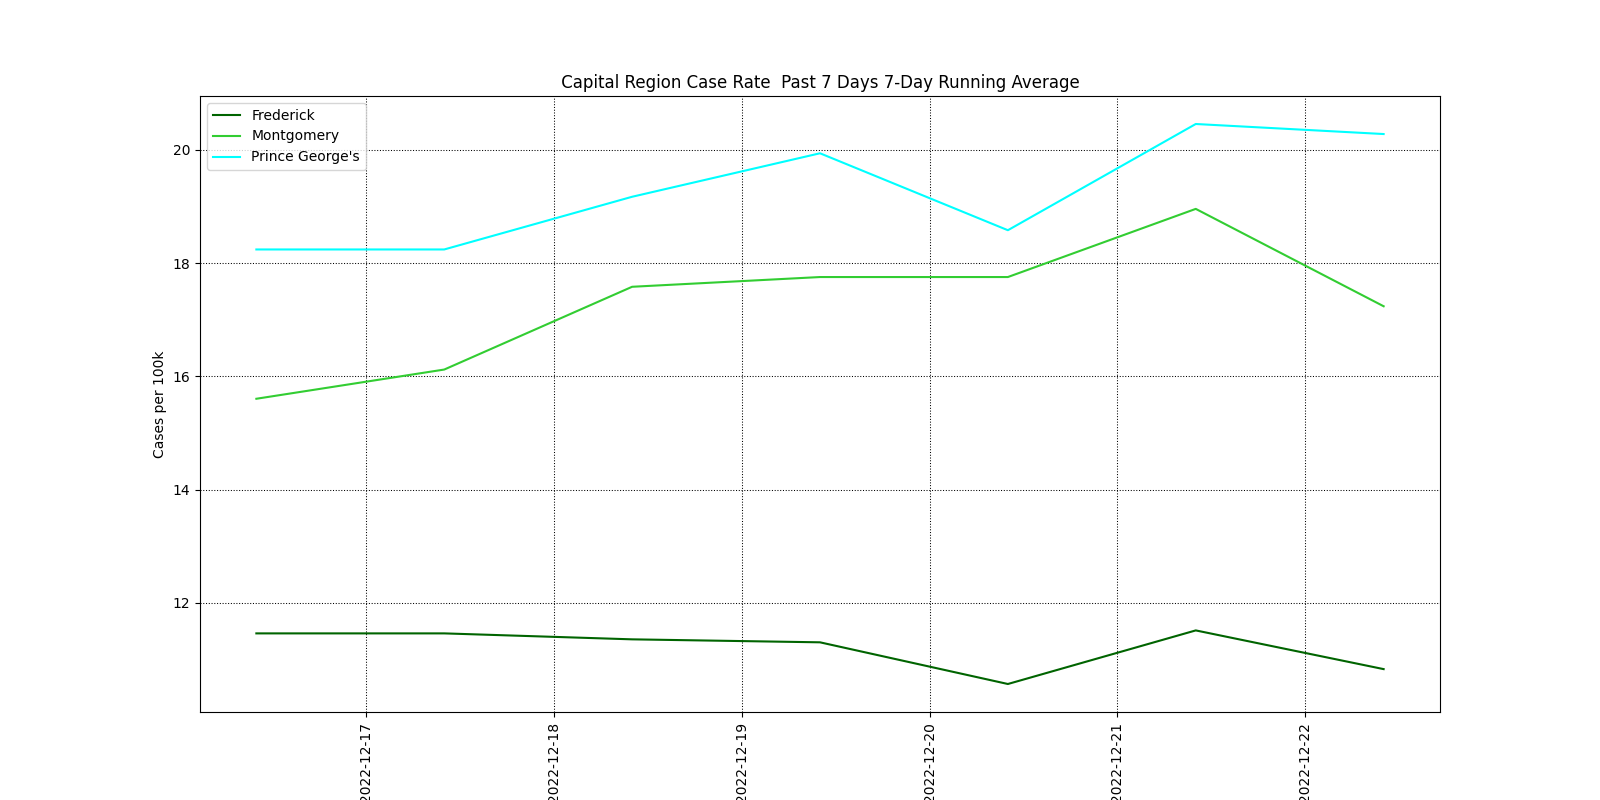 Capital Region Case Rate  Past 7 Days 7-Day Running Average
Frederick
Montgomery
Prince George's
Cases per 100k
20
18
16
14
12
2022-12-17
2022-12-18
2022-12-19
2022-12-20
2022-12-21
2022-12-22